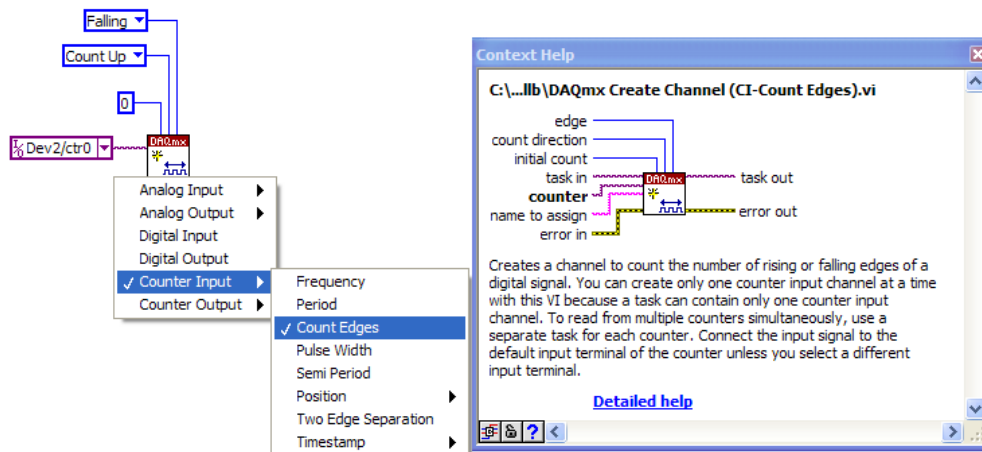 Falling
Count Up
0
Dev2/ctr0
DAQmx
Analog Input
Analog Output
Digital Input
Digital Output
Counter Input
Counter Output
Frequency
Period
Count Edges
Pulse Width
Semi Period
Position
Two Edge Separation
Timestamp
Context Help
C:\...llb\DAQmx Create Channel (CI-Count Edges).vi
edge
count direction
initial count
task in
counter
name to assign
error in
DAQmx
task out
error out
Creates a channel to count the number of rising or falling edges of a
digital signal. You can create only one counter input channel at a time
with this VI because a task can contain only one counter input
channel. To read from multiple counters simultaneously, use a
separate task for each counter. Connect the input signal to the
default input terminal of the counter unless you select a different
input terminal.
Detailed help
?